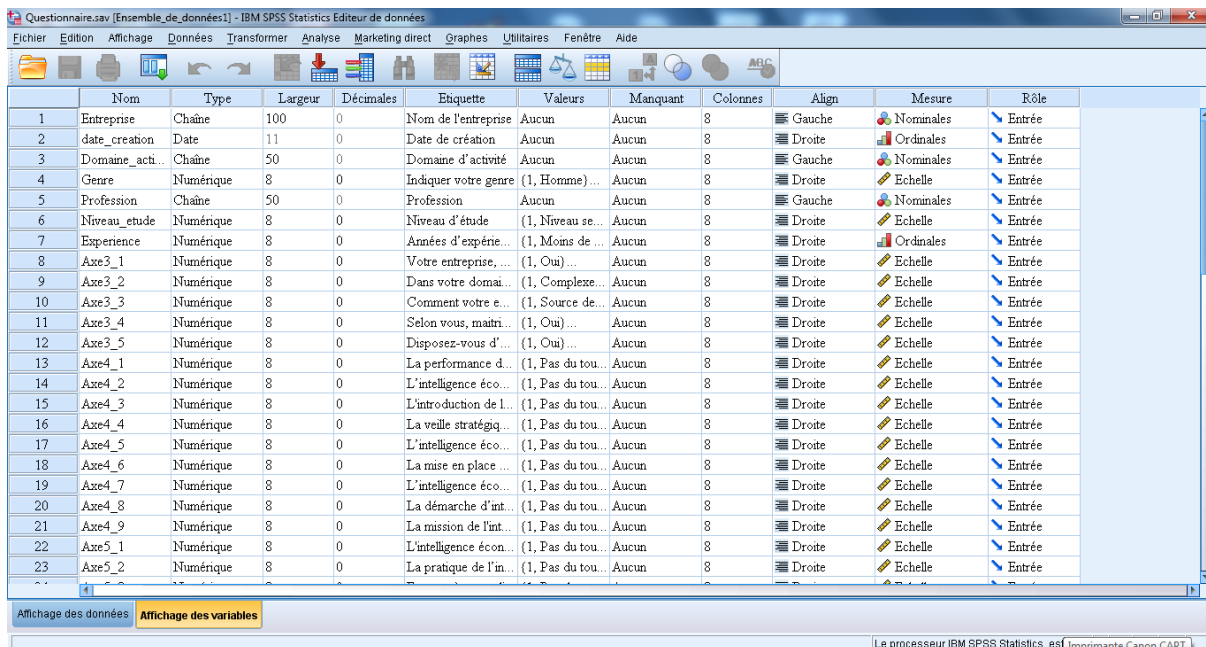 Questionnaire.sav [Ensemble_de_données1] - IBM SPSS Statistics Editeur de données
Fichier Edition Affichage Données Transformer Analyse Marketing direct Graphes Utilitaires Fenêtre Aide
Nom Type Largeur Décimales Etiquette Valeurs Manquant Colonnes Align Mesure Rôle
1 Entreprise Chaîne 100 0 Nom de l'entreprise Aucun Aucun 8 Gauche Nominales Entrée
2 date_creation Date 11 0 Date de création Aucun Aucun 8 Droite Ordinales Entrée
3 Domaine_acti... Chaîne 50 0 Domaine d’activité Aucun Aucun 8 Gauche Nominales Entrée
4 Genre Numérique 8 0 Indiquer votre genre {1, Homme}... Aucun 8 Droite Echelle Entrée
5 Profession Chaîne 50 0 Profession Aucun Aucun 8 Gauche Nominales Entrée
6 Niveau_etude Numérique 8 0 Niveau d’étude {1, Niveau se... Aucun 8 Droite Echelle Entrée
7 Experience Numérique 8 0 Années d’expérie... {1, Moins de ... Aucun 8 Droite Ordinales Entrée
8 Axe3_1 Numérique 8 0 Votre entreprise, ... {1, Oui}... Aucun 8 Droite Echelle Entrée
9 Axe3_2 Numérique 8 0 Dans votre domai... {1, Complexe... Aucun 8 Droite Echelle Entrée
10 Axe3_3 Numérique 8 0 Comment votre e... {1, Source de... Aucun 8 Droite Echelle Entrée
11 Axe3_4 Numérique 8 0 Selon vous, maitri... {1, Oui}... Aucun 8 Droite Echelle Entrée
12 Axe3_5 Numérique 8 0 Disposez-vous d’... {1, Oui}... Aucun 8 Droite Echelle Entrée
13 Axe4_1 Numérique 8 0 La performance d... {1, Pas du tou... Aucun 8 Droite Echelle Entrée
14 Axe4_2 Numérique 8 0 L’intelligence éco... {1, Pas du tou... Aucun 8 Droite Echelle Entrée
15 Axe4_3 Numérique 8 0 L'introduction de l... {1, Pas du tou... Aucun 8 Droite Echelle Entrée
16 Axe4_4 Numérique 8 0 La veille stratégiq... {1, Pas du tou... Aucun 8 Droite Echelle Entrée
17 Axe4_5 Numérique 8 0 L’intelligence éco... {1, Pas du tou... Aucun 8 Droite Echelle Entrée
18 Axe4_6 Numérique 8 0 La mise en place ... {1, Pas du tou... Aucun 8 Droite Echelle Entrée
19 Axe4_7 Numérique 8 0 L’intelligence éco... {1, Pas du tou... Aucun 8 Droite Echelle Entrée
20 Axe4_8 Numérique 8 0 La démarche d’int... {1, Pas du tou... Aucun 8 Droite Echelle Entrée
21 Axe4_9 Numérique 8 0 La mission de l'int... {1, Pas du tou... Aucun 8 Droite Echelle Entrée
22 Axe5_1 Numérique 8 0 L'intelligence écon... {1, Pas du tou... Aucun 8 Droite Echelle Entrée
23 Axe5_2 Numérique 8 0 La pratique de l’in... {1, Pas du tou... Aucun 8 Droite Echelle Entrée
Affichage des données Affichage des variables
Le processeur IBM SPSS Statistics est Imprimante Canon CART